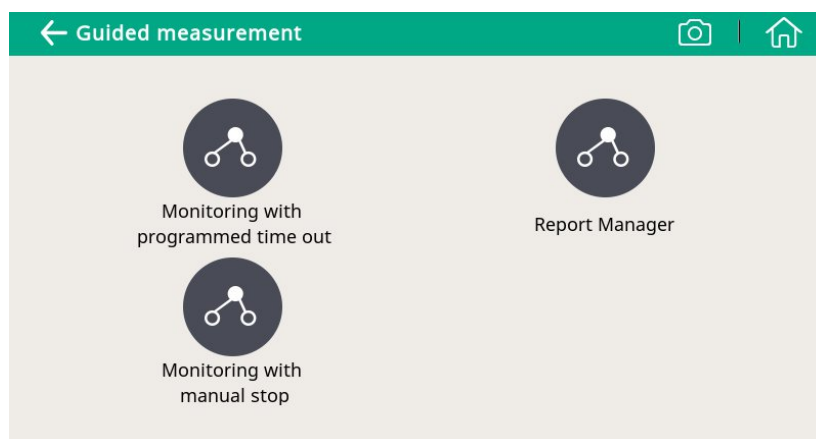 Guided measurement
Monitoring with
programmed time out
Report Manager
Monitoring with
manual stop